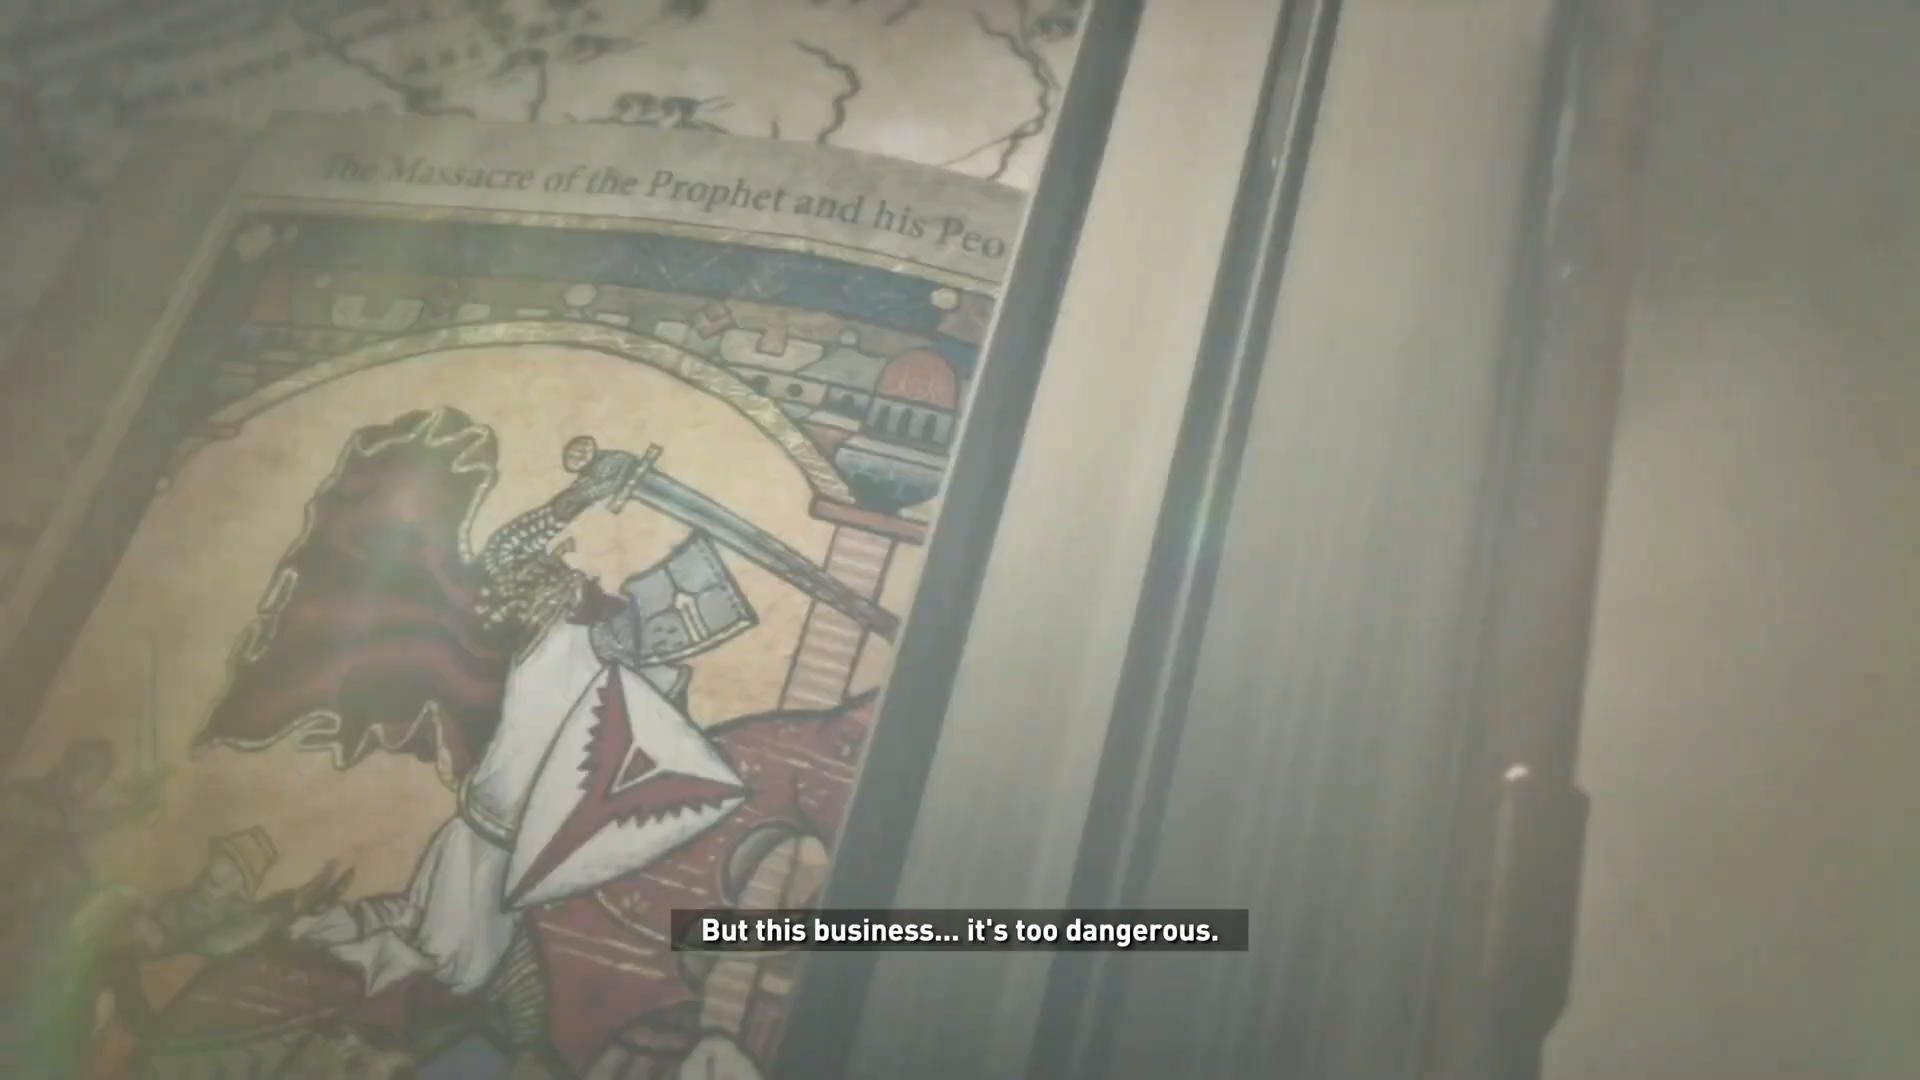 The Massacre of the Prophet and his Peo
But this business... it's too dangerous.